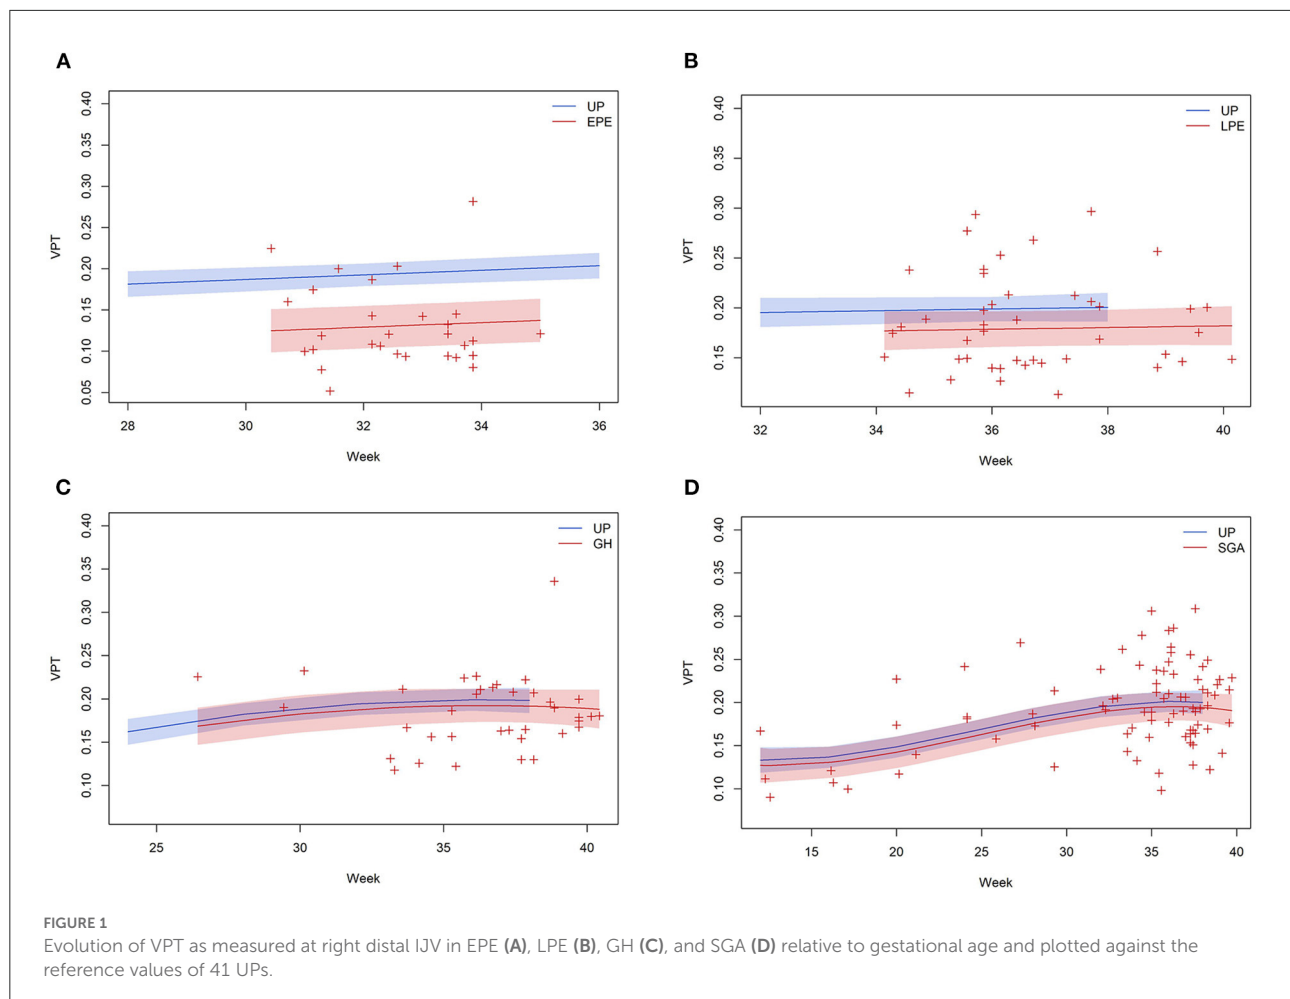 A
UP
EPE
0.40
0.35
0.30
0.25
0.20
0.15
0.10
0.05
VPT
28 30 32 34 36
Week
B
UP
LPE
0.40
0.35
0.30
0.25
0.20
0.15
VPT
32 34 36 38 40
Week
C
UP
GH
0.40
0.35
0.30
0.25
0.20
0.15
0.10
VPT
25 30 35 40
Week
D
UP
SGA
0.40
0.35
0.30
0.25
0.20
0.15
0.10
VPT
15 20 25 30 35 40
Week
FIGURE 1
Evolution of VPT as measured at right distal IJV in EPE (A), LPE (B), GH (C), and SGA (D) relative to gestational age and plotted against the
reference values of 41 UPs.